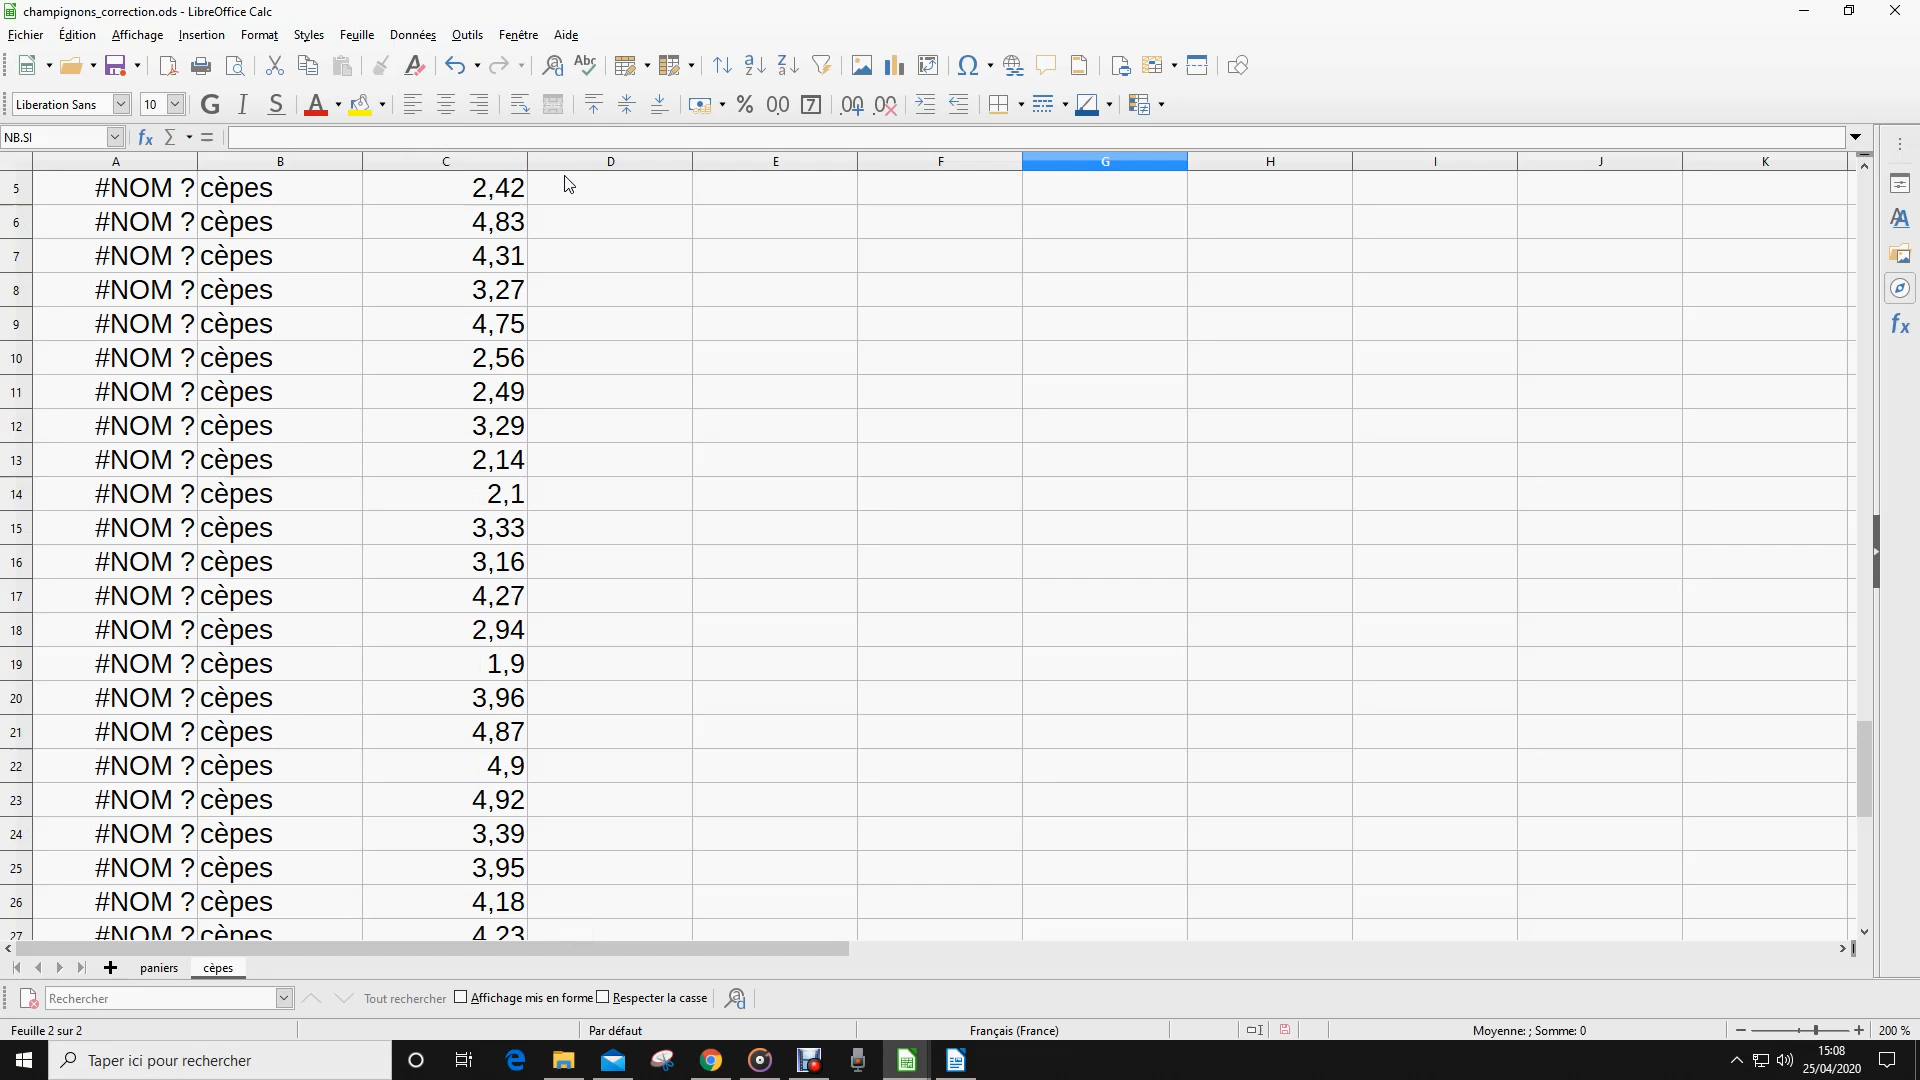 champignons_correction.ods - LibreOffice Calc
Fichier Édition Affichage Insertion Format Styles Feuille Données Outils Fenêtre Aide
Liberation Sans 10 G I S
NB.SI
A B C D E F G H I J K
5 #NOM ? cèpes 2,42
6 #NOM ? cèpes 4,83
7 #NOM ? cèpes 4,31
8 #NOM ? cèpes 3,27
9 #NOM ? cèpes 4,75
10 #NOM ? cèpes 2,56
11 #NOM ? cèpes 2,49
12 #NOM ? cèpes 3,29
13 #NOM ? cèpes 2,14
14 #NOM ? cèpes 2,1
15 #NOM ? cèpes 3,33
16 #NOM ? cèpes 3,16
17 #NOM ? cèpes 4,27
18 #NOM ? cèpes 2,94
19 #NOM ? cèpes 1,9
20 #NOM ? cèpes 3,96
21 #NOM ? cèpes 4,87
22 #NOM ? cèpes 4,9
23 #NOM ? cèpes 4,92
24 #NOM ? cèpes 3,39
25 #NOM ? cèpes 3,95
26 #NOM ? cèpes 4,18
27 #NOM ? cèpes 4,23
paniers cèpes
Rechercher Tout rechercher Affichage mis en forme Respecter la casse
Feuille 2 sur 2 Par défaut Français (France) Moyenne: ; Somme: 0 200 %
Taper ici pour rechercher 15:08
25/04/2020